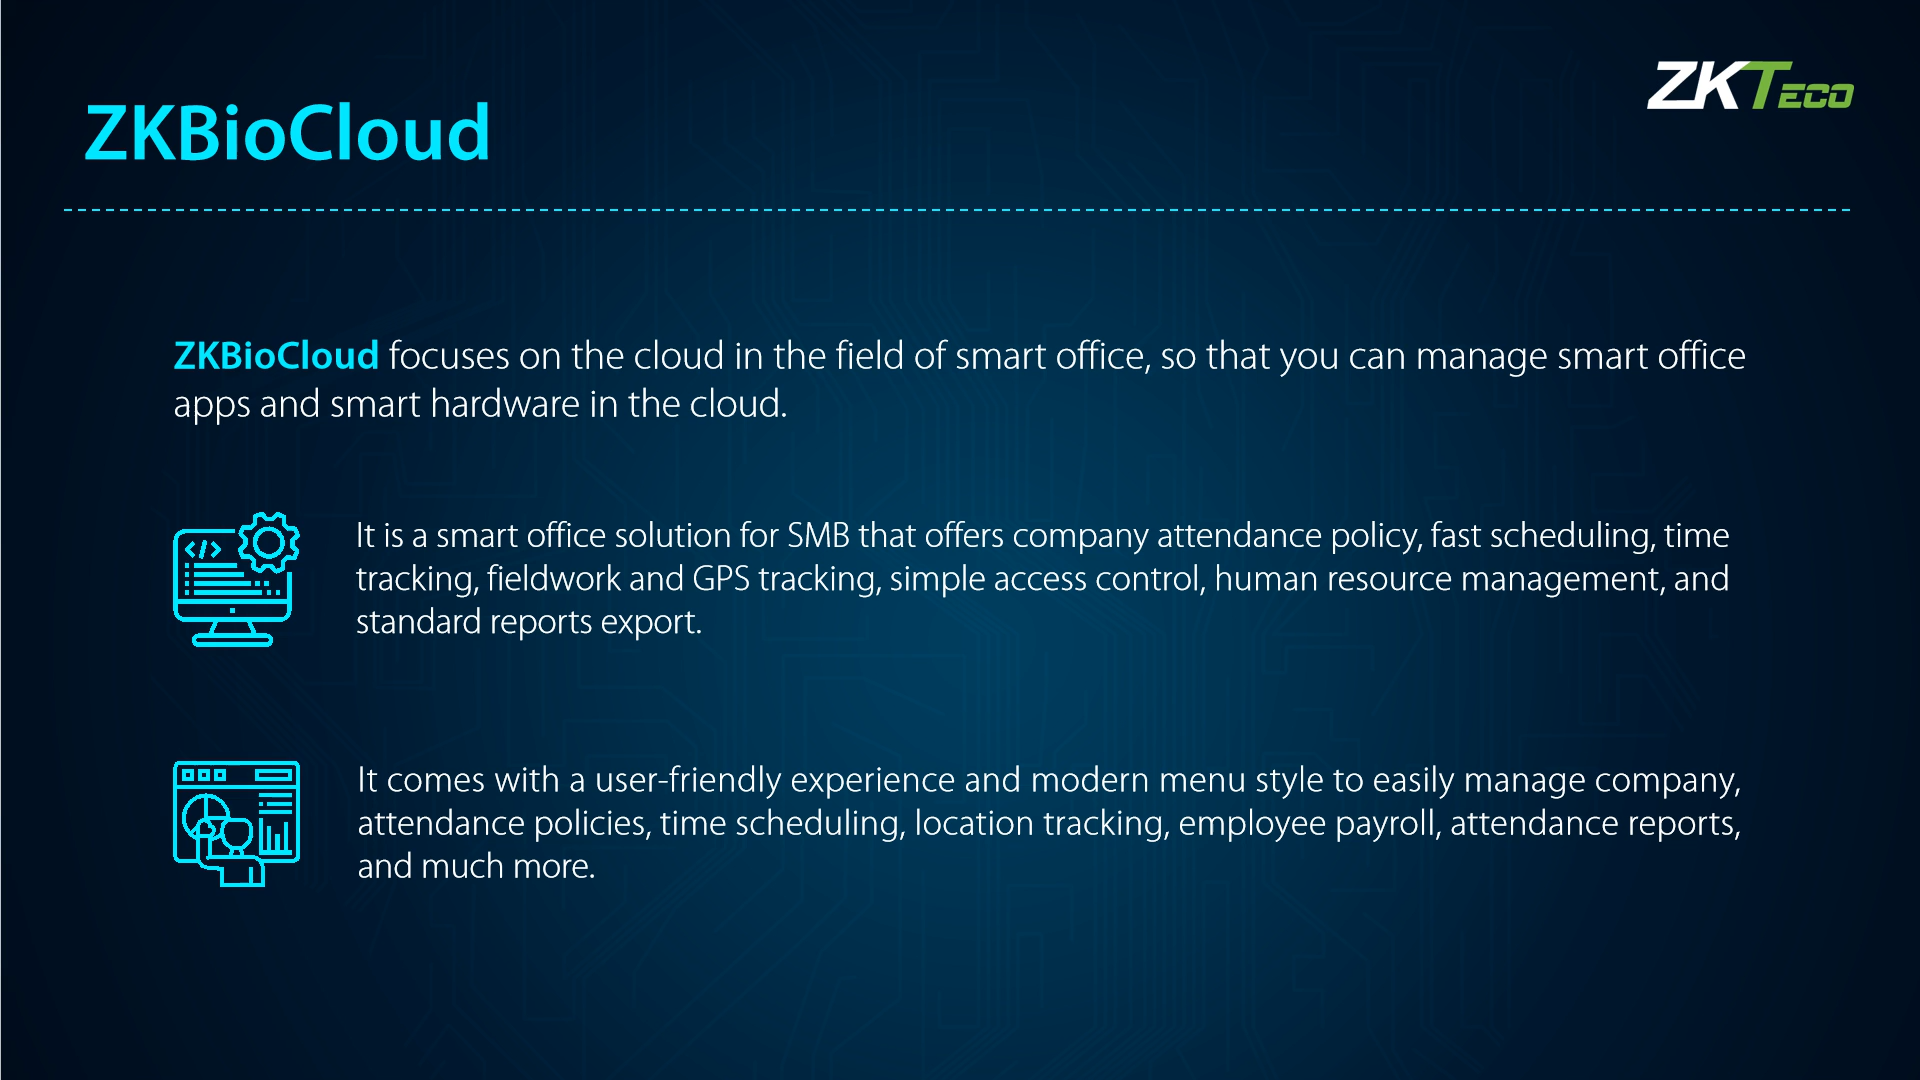 ZKTeco
ZKBioCloud
ZKBioCloud focuses on the cloud in the field of smart office, so that you can manage smart office
apps and smart hardware in the cloud.
</>
It is a smart office solution for SMB that offers company attendance policy, fast scheduling, time
tracking, fieldwork and GPS tracking, simple access control, human resource management, and
standard reports export.
It comes with a user-friendly experience and modern menu style to easily manage company,
attendance policies, time scheduling, location tracking, employee payroll, attendance reports,
and much more.